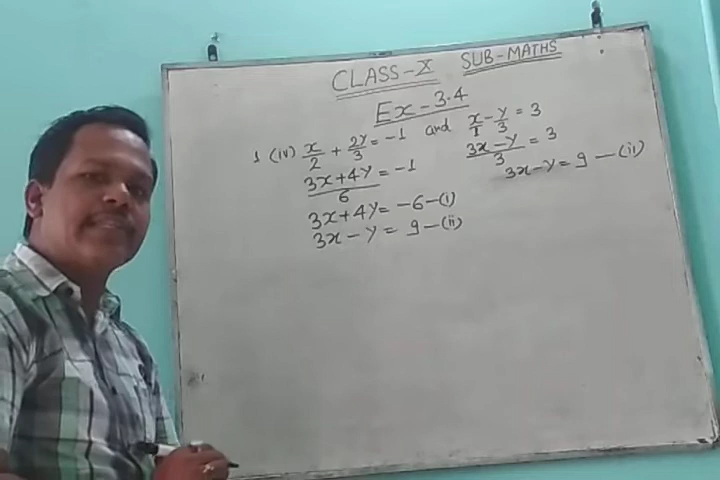 CLASS-X SUB-MATHS
Ex-3.4
1 (iv) x/2 + 2y/3 = -1 and x/1 - y/3 = 3
(3x+4y)/6 = -1
(3x-y)/3 = 3
3x+4y = -6 -(i)
3x-y = 9 -(ii)
3x-y = 9 -(ii)